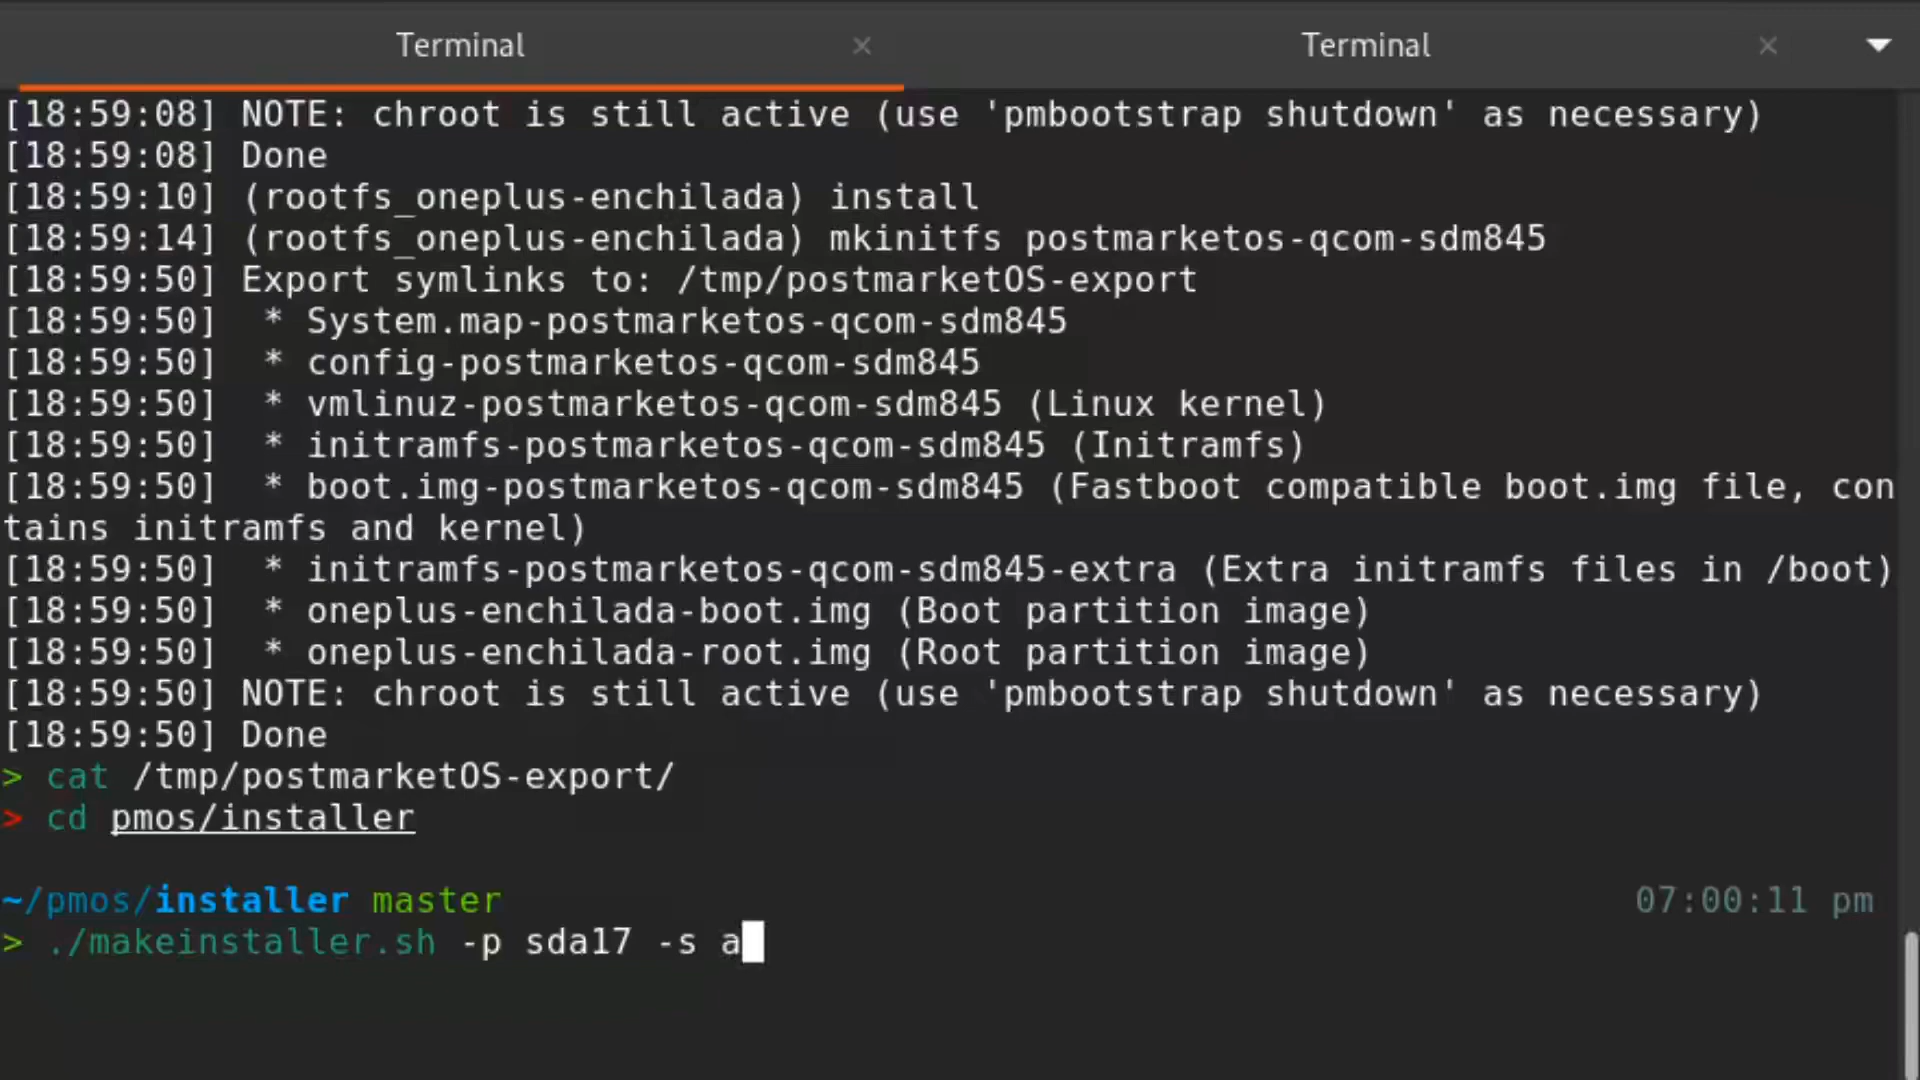 Terminal × Terminal ×
[18:59:08] NOTE: chroot is still active (use 'pmbootstrap shutdown' as necessary)
[18:59:08] Done
[18:59:10] (rootfs_oneplus-enchilada) install
[18:59:14] (rootfs_oneplus-enchilada) mkinitfs postmarketos-qcom-sdm845
[18:59:50] Export symlinks to: /tmp/postmarketOS-export
[18:59:50]  * System.map-postmarketos-qcom-sdm845
[18:59:50]  * config-postmarketos-qcom-sdm845
[18:59:50]  * vmlinuz-postmarketos-qcom-sdm845 (Linux kernel)
[18:59:50]  * initramfs-postmarketos-qcom-sdm845 (Initramfs)
[18:59:50]  * boot.img-postmarketos-qcom-sdm845 (Fastboot compatible boot.img file, con
tains initramfs and kernel)
[18:59:50]  * initramfs-postmarketos-qcom-sdm845-extra (Extra initramfs files in /boot)
[18:59:50]  * oneplus-enchilada-boot.img (Boot partition image)
[18:59:50]  * oneplus-enchilada-root.img (Root partition image)
[18:59:50] NOTE: chroot is still active (use 'pmbootstrap shutdown' as necessary)
[18:59:50] Done
> cat /tmp/postmarketOS-export/
> cd pmos/installer
~/pmos/installer master 07:00:11 pm
> ./makeinstaller.sh -p sda17 -s a